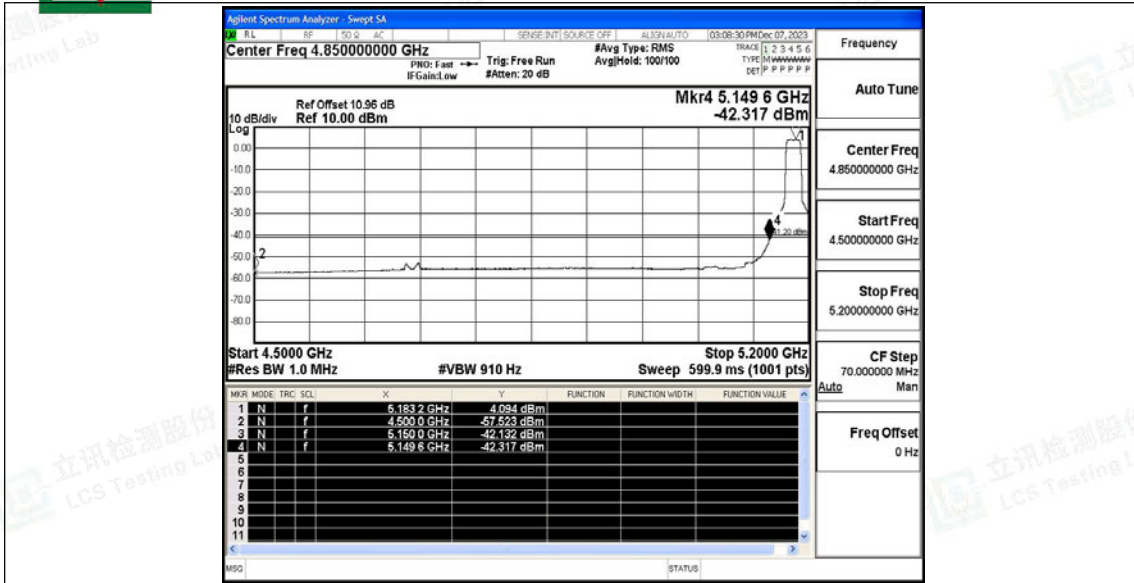 Agilent Spectrum Analyzer - Swept SA
RL RF 50 Ω AC SENSE:INT SOURCE OFF ALIGNAUTO 03:08:30 PM Dec 07, 2023
Center Freq 4.850000000 GHz
#Avg Type: RMS
TRACE 1 2 3 4 5 6
PNO: Fast
Trig: Free Run
Avg|Hold: 100/100
TYPE M WWWWW
IFGain:Low
#Atten: 20 dB
DET P P P P P P
Frequency
Auto Tune
Ref Offset 10.96 dB
Mkr4 5.149 6 GHz
10 dB/div Ref 10.00 dBm
-42.317 dBm
Log
0.00
-10.0
-20.0
-30.0
-40.0
-50.0
-60.0
-70.0
-80.0
1
2
4
Center Freq
4.850000000 GHz
Start Freq
4.500000000 GHz
Stop Freq
5.200000000 GHz
Start 4.5000 GHz
Stop 5.2000 GHz
#Res BW 1.0 MHz #VBW 910 Hz Sweep 599.9 ms (1001 pts)
CF Step
70.000000 MHz
Auto Man
MKR MODE TRC SCL X Y FUNCTION FUNCTION WIDTH FUNCTION VALUE
1 N f 5.183 2 GHz 4.094 dBm
2 N f 4.500 0 GHz -57.523 dBm
3 N f 5.150 0 GHz -42.132 dBm
4 N f 5.149 6 GHz -42.317 dBm
5
6
7
8
9
10
11
Freq Offset
0 Hz
MSG STATUS
立讯检测股份
LCS Testing Lab
立讯检测股份
LCS Testing L